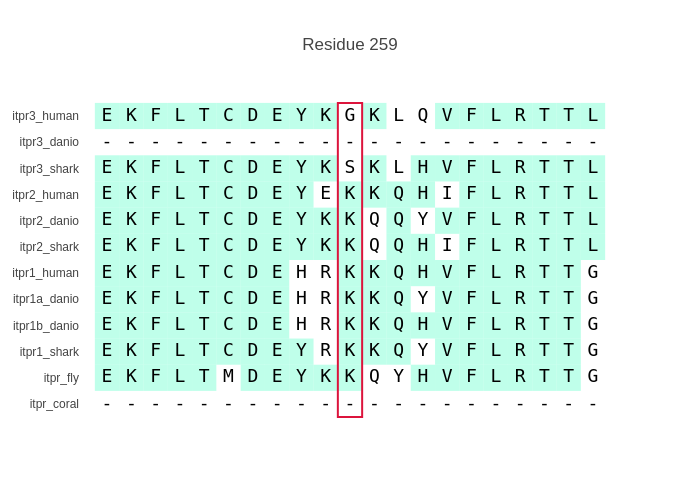 Residue 259
itpr3_human E K F L T C D E Y K G K L Q V F L R T T L
itpr3_danio - - - - - - - - - - - - - - - - - - - - -
itpr3_shark E K F L T C D E Y K S K L H V F L R T T L
itpr2_human E K F L T C D E Y E K K Q H I F L R T T L
itpr2_danio E K F L T C D E Y K K Q Q Y V F L R T T L
itpr2_shark E K F L T C D E Y K K Q Q H I F L R T T L
itpr1_human E K F L T C D E H R K K Q H V F L R T T G
itpr1a_danio E K F L T C D E H R K K Q Y V F L R T T G
itpr1b_danio E K F L T C D E H R K K Q H V F L R T T G
itpr1_shark E K F L T C D E Y R K K Q Y V F L R T T G
itpr_fly E K F L T M D E Y K K Q Y H V F L R T T G
itpr_coral - - - - - - - - - - - - - - - - - - - - -